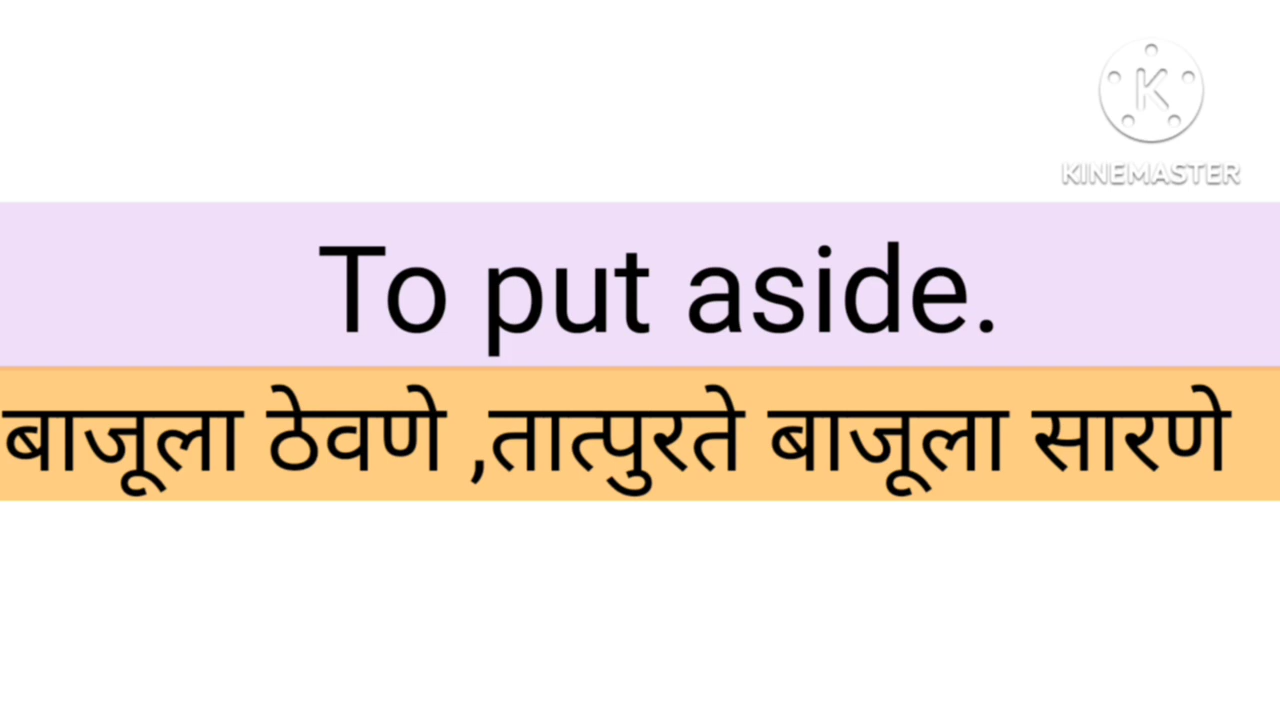 K
KINEMASTER
To put aside.
बाजूला ठेवणे ,तात्पुरते बाजूला सारणे